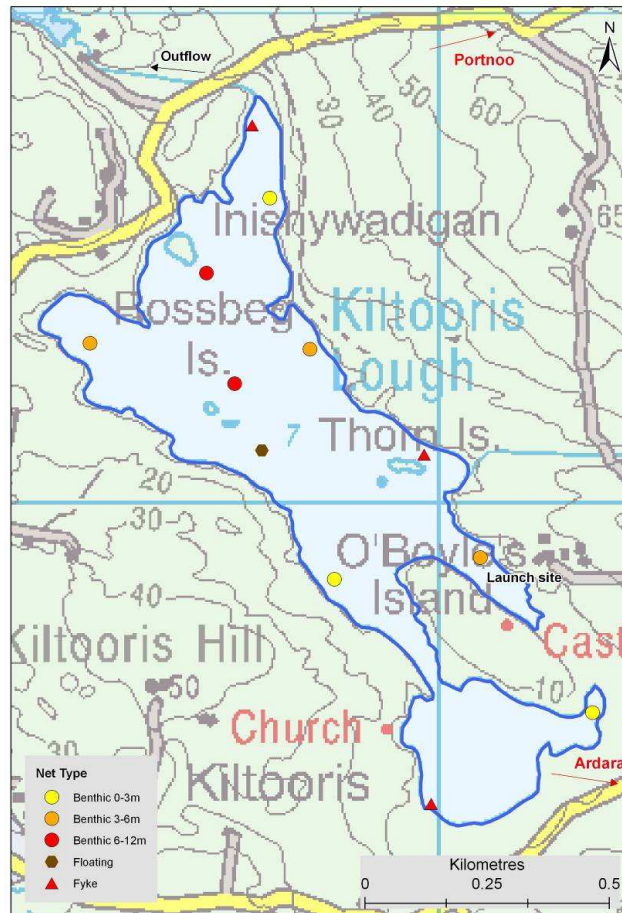 Outflow
Portnoo
N
30
40
50
60
65
Inishywadigan
Rossbeg
Is.
Kiltooris
Lough
7
Thorn Is.
20
30
40
O'Boyle's
Island
Launch site
Kiltooris Hill
50
Cast
10
Church
Kiltooris
30
Ardara
Net Type
Benthic 0-3m
Benthic 3-6m
Benthic 6-12m
Floating
Fyke
Kilometres
0
0.25
0.5